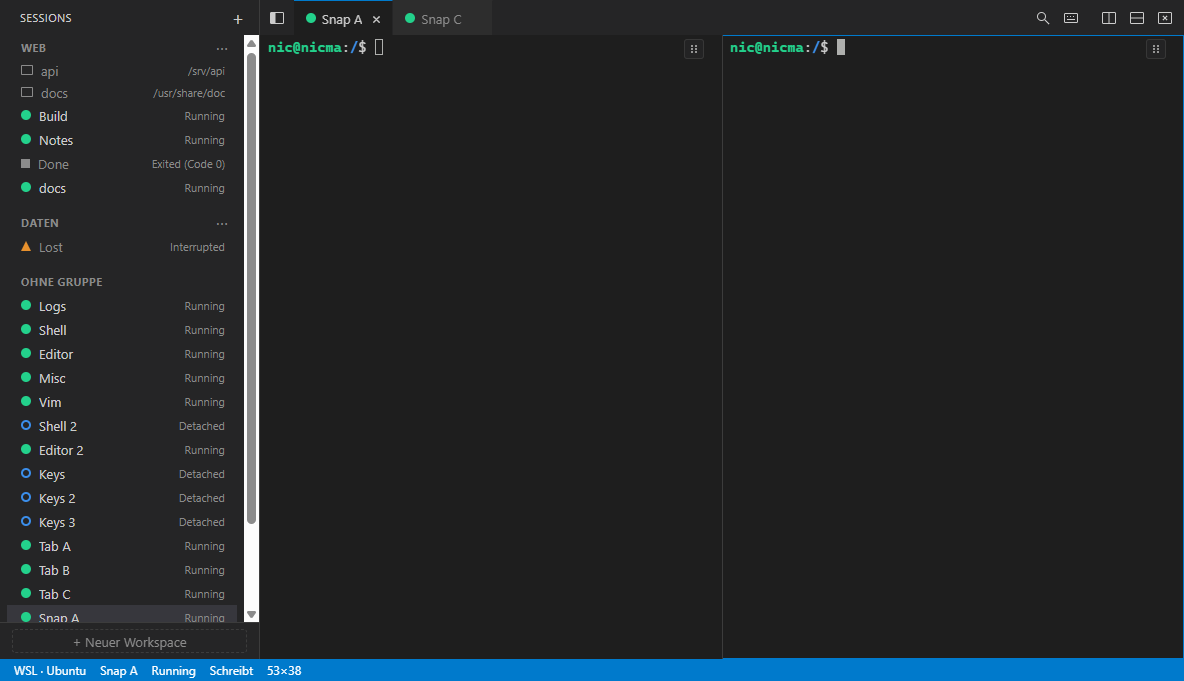 SESSIONS +
WEB ...
api /srv/api
docs /usr/share/doc
Build Running
Notes Running
Done Exited (Code 0)
docs Running
DATEN ...
Lost Interrupted
OHNE GRUPPE
Logs Running
Shell Running
Editor Running
Misc Running
Vim Running
Shell 2 Detached
Editor 2 Running
Keys Detached
Keys 2 Detached
Keys 3 Detached
Tab A Running
Tab B Running
Tab C Running
Snap A Running
+ Neuer Workspace
Snap A × Snap C
nic@nicma:/$
nic@nicma:/$
WSL · Ubuntu Snap A Running Schreibt 53×38